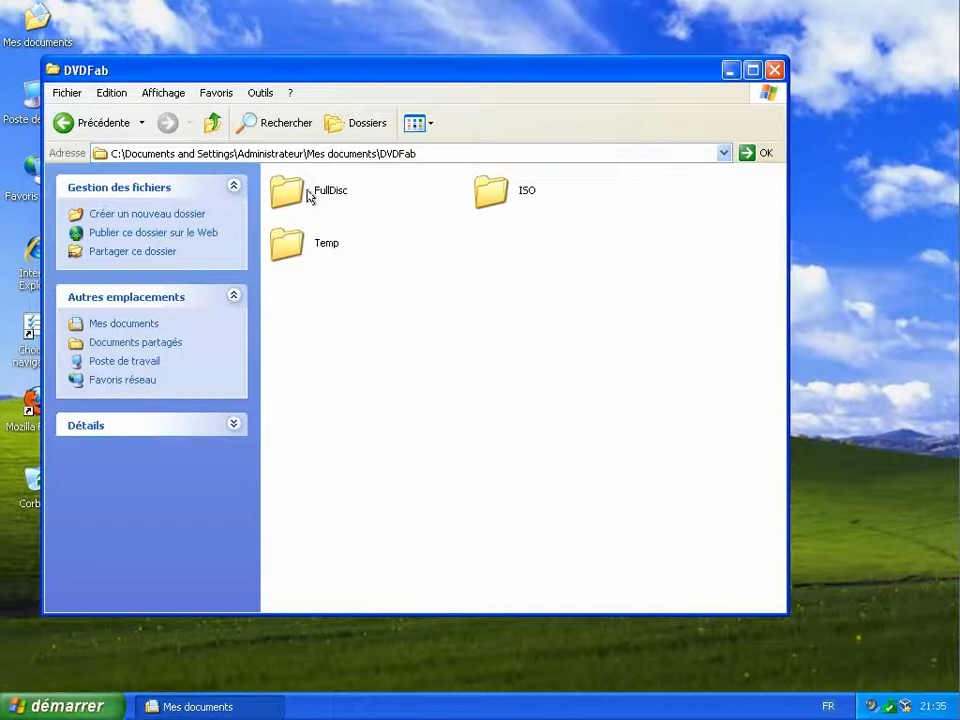 Mes documents
Poste de
Favoris
Inter
Expl
Cho
naviga
Mozilla F
Corb
DVDFab
Fichier Edition Affichage Favoris Outils ?
Précédente Rechercher Dossiers
Adresse C:\Documents and Settings\Administrateur\Mes documents\DVDFab OK
Gestion des fichiers
Créer un nouveau dossier
Publier ce dossier sur le Web
Partager ce dossier
Autres emplacements
Mes documents
Documents partagés
Poste de travail
Favoris réseau
Détails
FullDisc ISO
Temp
démarrer Mes documents FR 21:35